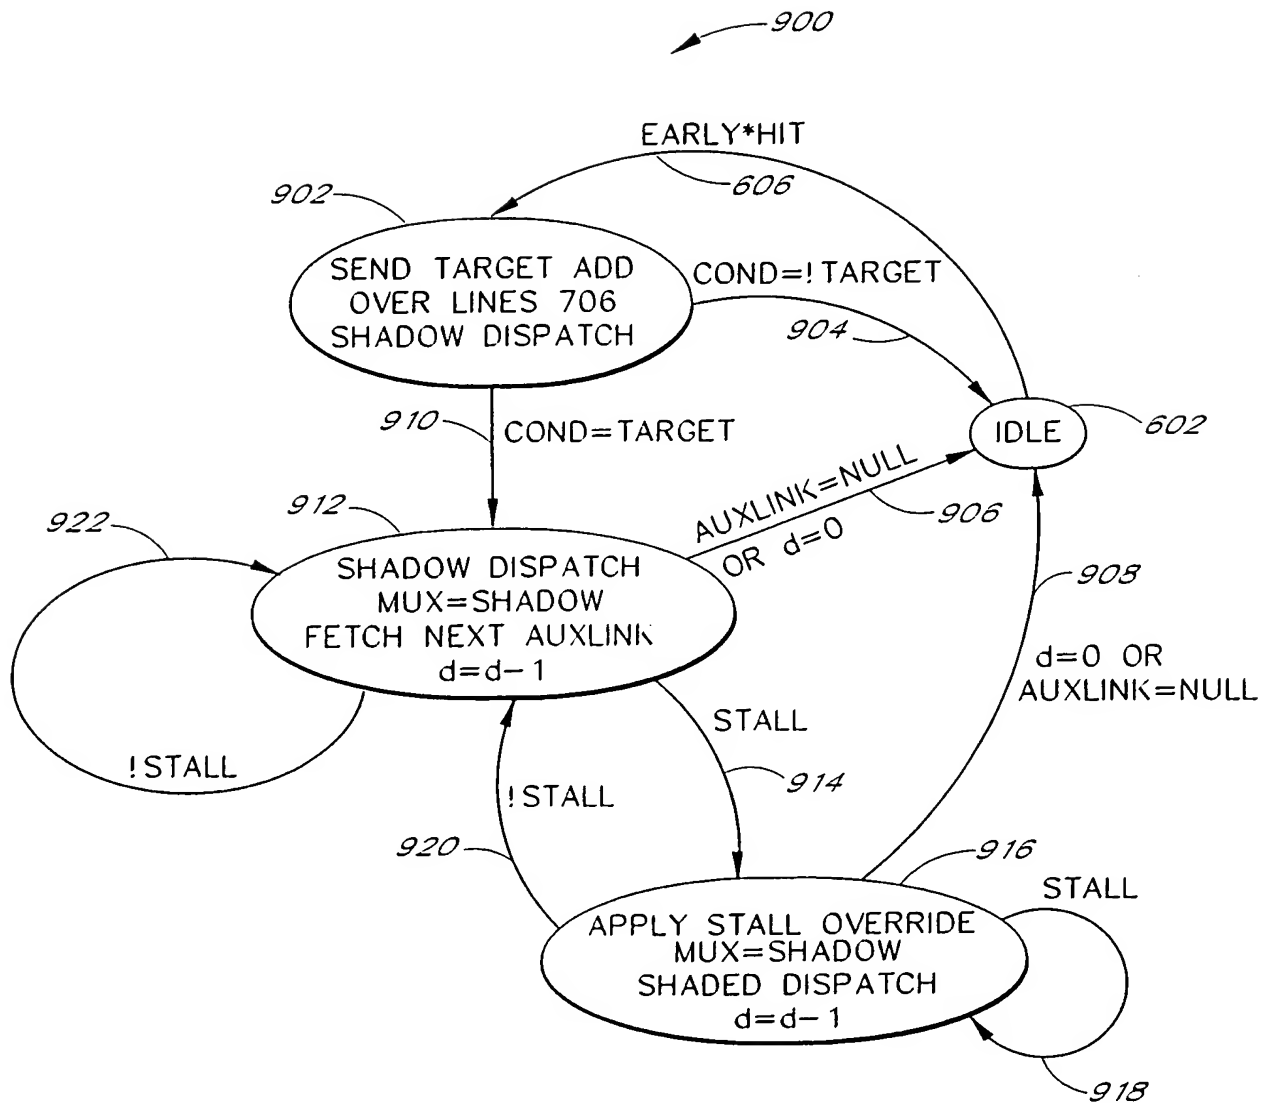 900
EARLY*HIT
606
902
SEND TARGET ADD
OVER LINES 706
SHADOW DISPATCH
COND=!TARGET
904
910
COND=TARGET
IDLE
602
AUXLINK=NULL
OR d=0
906
922
912
SHADOW DISPATCH
MUX=SHADOW
FETCH NEXT AUXLINK
d=d-1
908
d=0 OR
AUXLINK=NULL
!STALL
STALL
914
!STALL
920
916
STALL
APPLY STALL OVERRIDE
MUX=SHADOW
SHADED DISPATCH
d=d-1
918